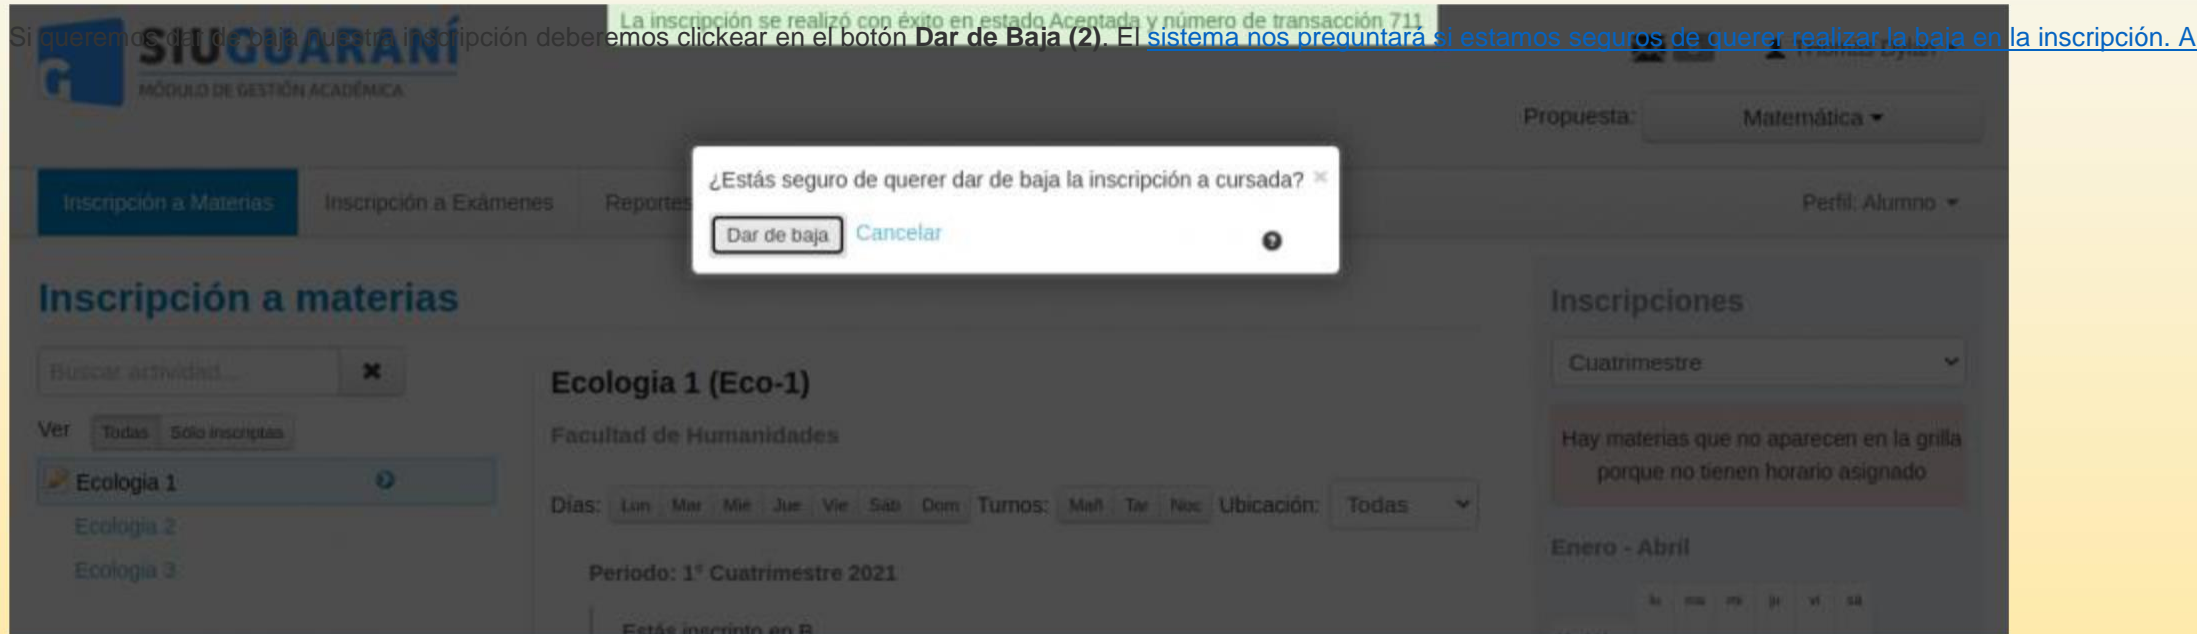 La inscripción se realizó con éxito en estado Aceptada y número de transacción 711
Si queremos dar de baja nuestra inscripción deberemos clickear en el botón Dar de Baja (2). El sistema nos preguntará si estamos seguros de querer realizar la baja en la inscripción. A
SIUGUARANÍ
G
MÓDULO DE GESTIÓN ACADÉMICA
Propuesta: Matemática
¿Estás seguro de querer dar de baja la inscripción a cursada?
Dar de baja Cancelar
Inscripción a Materias Inscripción a Exámenes Reportes Perfil: Alumno
Inscripción a materias
Inscripciones
Buscar actividad...
Cuatrimestre
Ecologia 1 (Eco-1)
Ver Todas Sólo inscriptas
Facultad de Humanidades
Hay materias que no aparecen en la grilla
porque no tienen horario asignado
Ecologia 1
Días: Lun Mar Mié Jue Vie Sáb Dom Turnos: Mañ Tar Noc Ubicación: Todas
Ecologia 2
Enero - Abril
Ecologia 3
Periodo: 1° Cuatrimestre 2021
lu ma mi ju vi sá
Estás inscripto en B